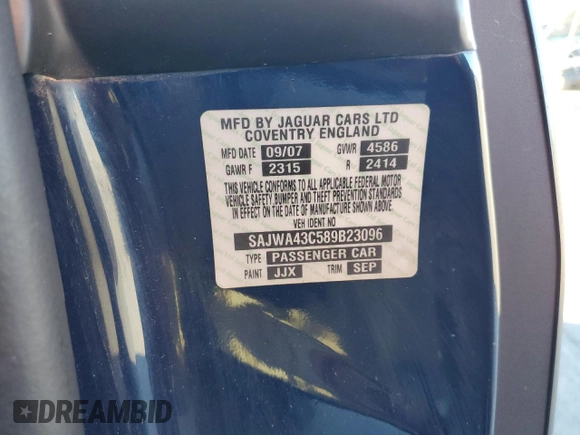 MFD BY JAGUAR CARS LTD
COVENTRY ENGLAND
MFD DATE 09/07 GVWR 4586
GAWR F 2315 R 2414
THIS VEHICLE CONFORMS TO ALL APPLICABLE FEDERAL MOTOR
VEHICLE SAFETY BUMPER AND THEFT PREVENTION STANDARDS
IN EFFECT ON THE DATE OF MANUFACTURE SHOWN ABOVE.
VEH IDENT NO
SAJWA43C589B23096
TYPE PASSENGER CAR
PAINT JJX TRIM SEP
DREAMBID